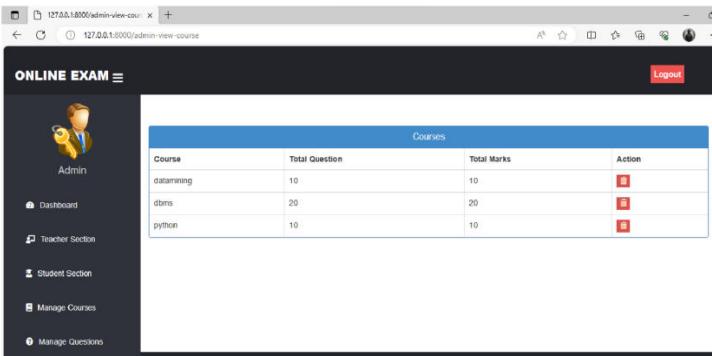 127.0.0.1:8000/admin-view-cour
127.0.0.1:8000/admin-view-course
ONLINE EXAM
Logout
Admin
Dashboard
Teacher Section
Student Section
Manage Courses
Manage Questions
Courses
Course Total Question Total Marks Action
datamining 10 10
dbms 20 20
python 10 10